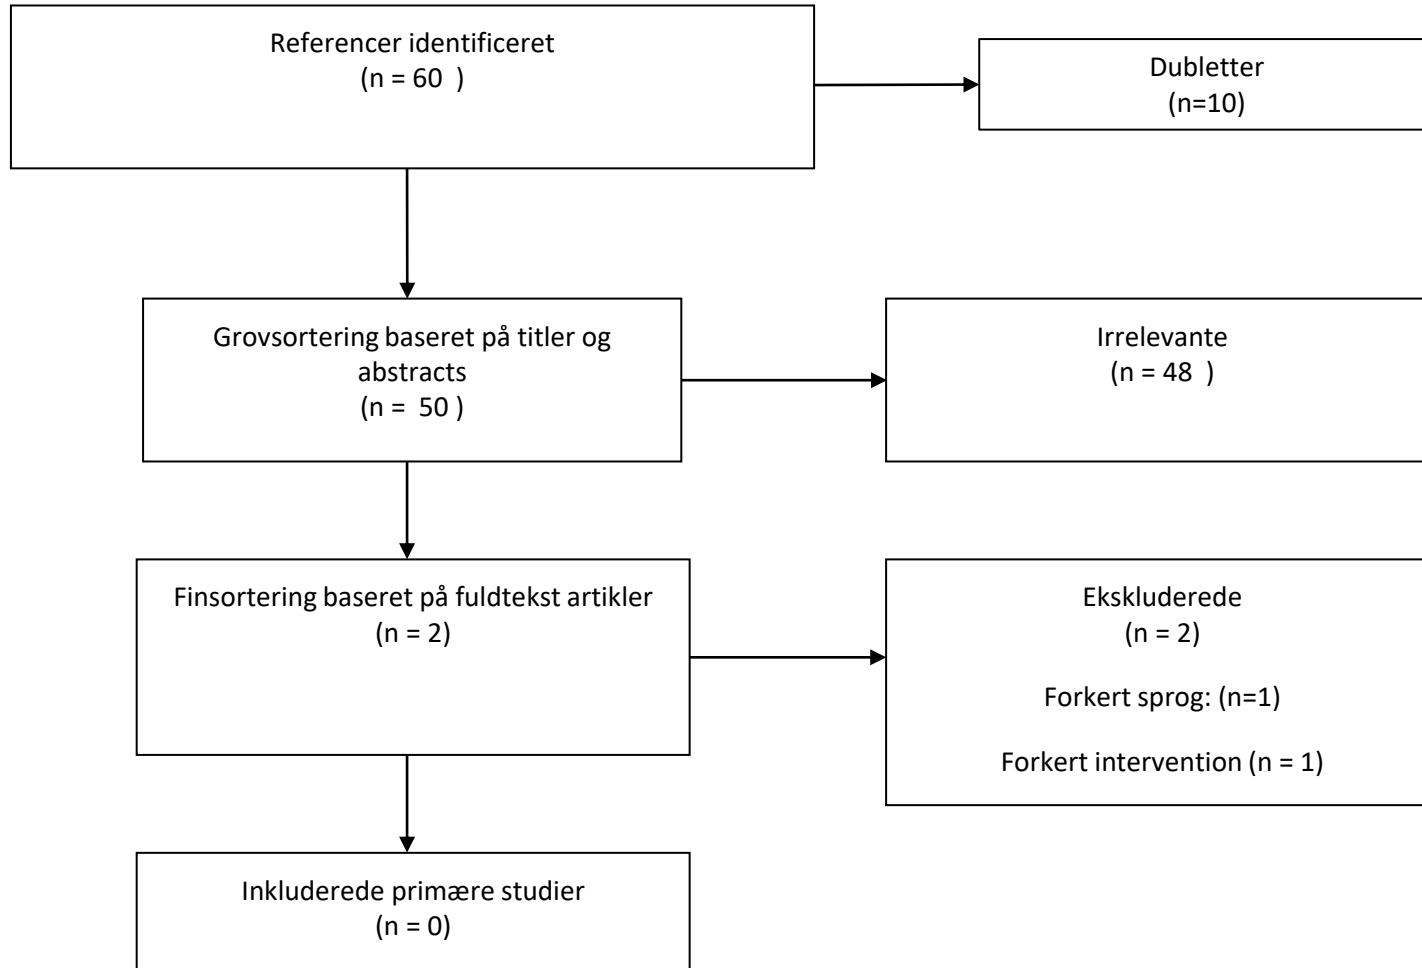 Referencer identificeret
(n = 60  )
Dubletter
(n=10)
Grovsortering baseret på titler og
abstracts
(n =  50 )
Irrelevante
(n = 48  )
Finsortering baseret på fuldtekst artikler
(n = 2)
Ekskluderede
(n = 2)
Forkert sprog: (n=1)
Forkert intervention (n = 1)
Inkluderede primære studier
(n = 0)